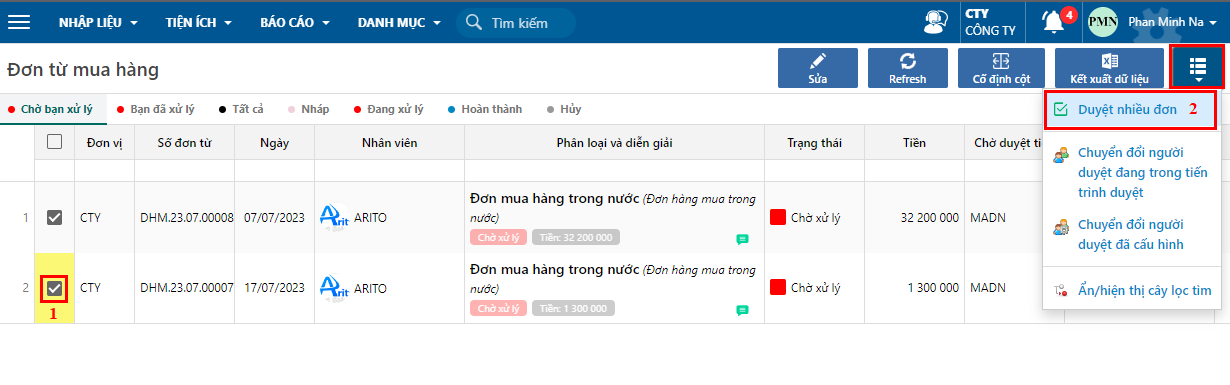 NHẬP LIỆU TIỆN ÍCH BÁO CÁO DANH MỤC Tìm kiếm CTY 4 PMN Phan Minh Na
CÔNG TY
Đơn từ mua hàng
Sửa Refresh Cố định cột Kết xuất dữ liệu
Chờ bạn xử lý Bạn đã xử lý Tất cả Nháp Đang xử lý Hoàn thành Hủy
Duyệt nhiều đơn 2
Đơn vị Số đơn từ Ngày Nhân viên Phân loại và diễn giải Trạng thái Tiền Chờ duyệt ti
Chuyển đổi người
duyệt đang trong tiến
trình duyệt
Chuyển đổi người
duyệt đã cấu hình
Ẩn/hiện thị cây lọc tìm
1 CTY DHM.23.07.00008 07/07/2023 Arit ARITO
Đơn mua hàng trong nước (Đơn hàng mua trong
nước)
Chờ xử lý Tiền: 32 200 000
Chờ xử lý 32 200 000 MADN
2 CTY DHM.23.07.00007 17/07/2023 Arit ARITO
Đơn mua hàng trong nước (Đơn hàng mua trong
nước)
Chờ xử lý Tiền: 1 300 000
Chờ xử lý 1 300 000 MADN
1